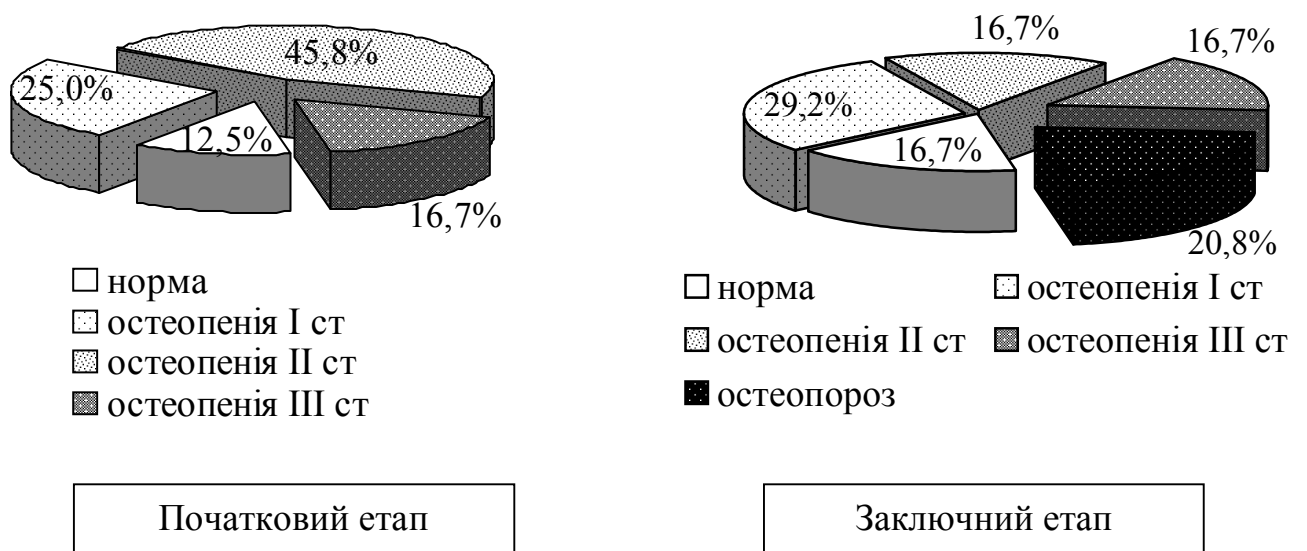 45,8%
25,0%
12,5%
16,7%
норма
остеопенія І ст
остеопенія ІІ ст
остеопенія ІІІ ст
Початковий етап
16,7%
16,7%
29,2%
16,7%
20,8%
норма остеопенія І ст
остеопенія ІІ ст остеопенія ІІІ ст
остеопороз
Заключний етап